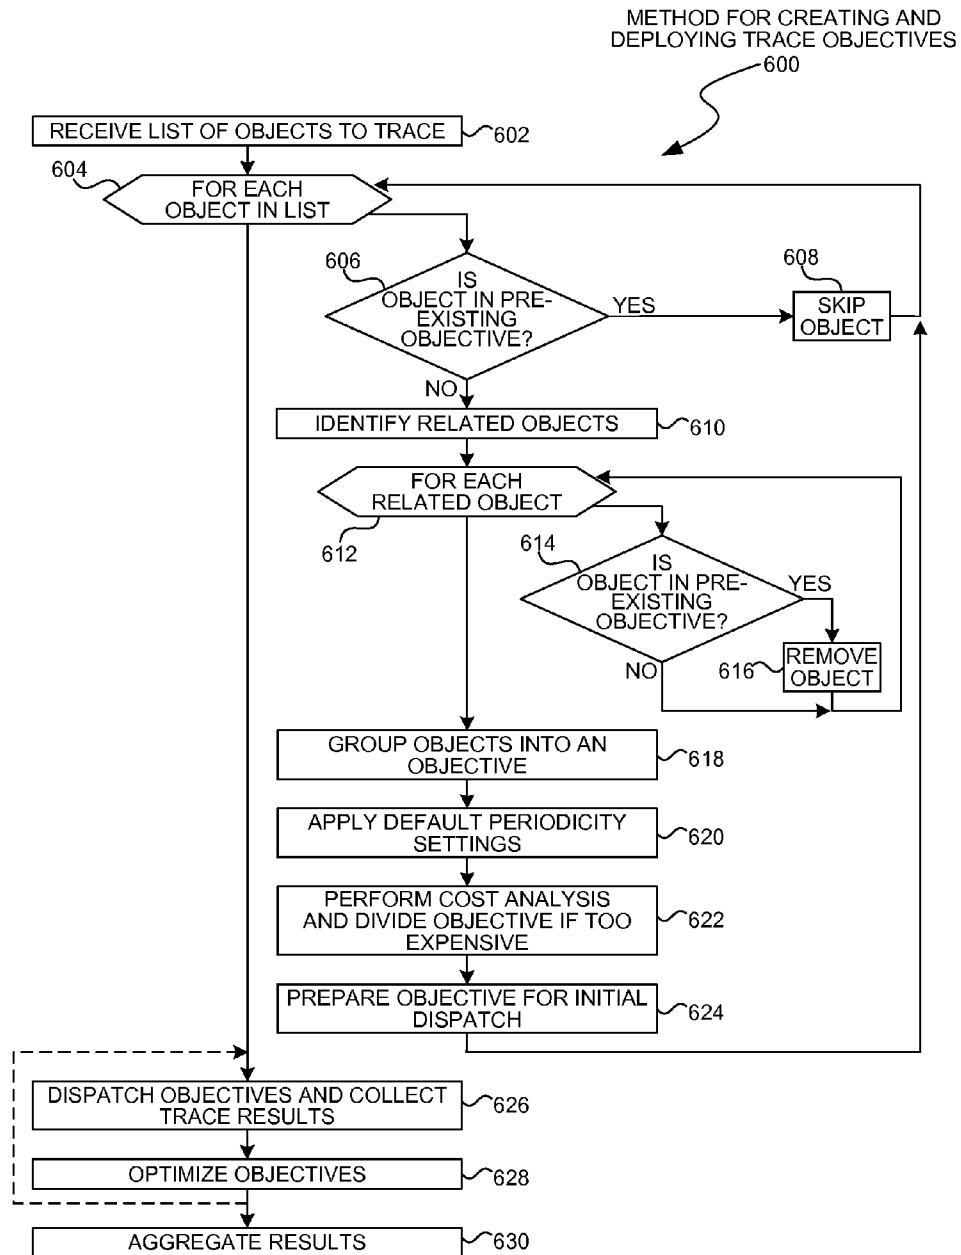 METHOD FOR CREATING AND
DEPLOYING TRACE OBJECTIVES
600
RECEIVE LIST OF OBJECTS TO TRACE
602
604
FOR EACH
OBJECT IN LIST
606
IS
OBJECT IN PRE-
EXISTING
OBJECTIVE?
YES
608
SKIP
OBJECT
NO
IDENTIFY RELATED OBJECTS
610
FOR EACH
RELATED OBJECT
612
614
IS
OBJECT IN PRE-
EXISTING
OBJECTIVE?
YES
NO
616
REMOVE
OBJECT
GROUP OBJECTS INTO AN
OBJECTIVE
618
APPLY DEFAULT PERIODICITY
SETTINGS
620
PERFORM COST ANALYSIS
AND DIVIDE OBJECTIVE IF TOO
EXPENSIVE
622
PREPARE OBJECTIVE FOR INITIAL
DISPATCH
624
DISPATCH OBJECTIVES AND COLLECT
TRACE RESULTS
626
OPTIMIZE OBJECTIVES
628
AGGREGATE RESULTS
630